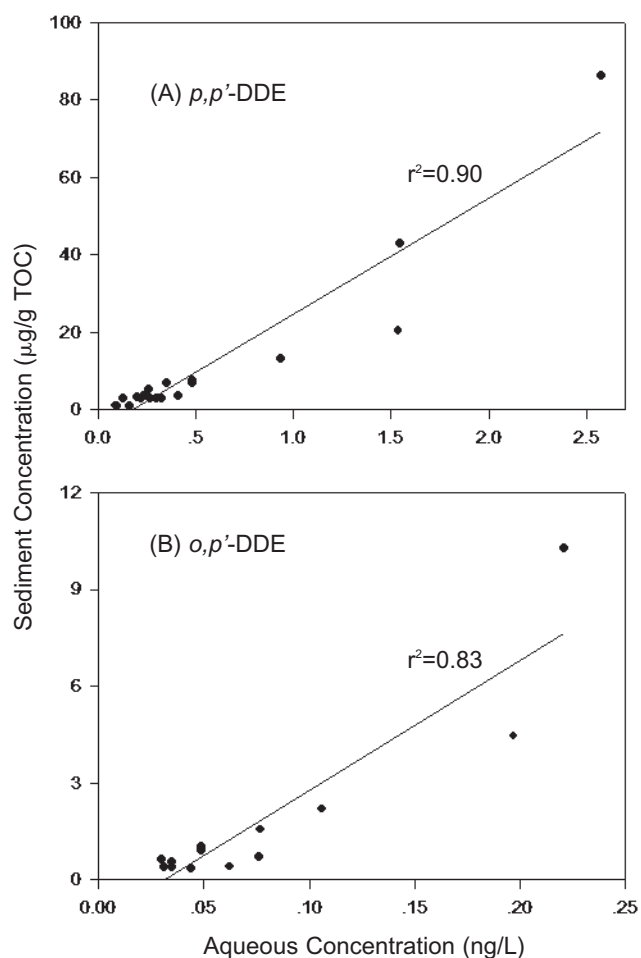 100
(A) p,p'-DDE
80
r²=0.90
60
40
20
0
0.0 .5 1.0 1.5 2.0 2.5
Sediment Concentration (μg/g TOC)
12
(B) o,p'-DDE
9
r²=0.83
6
3
0
0.00 .05 .10 .15 .20 .25
Aqueous Concentration (ng/L)